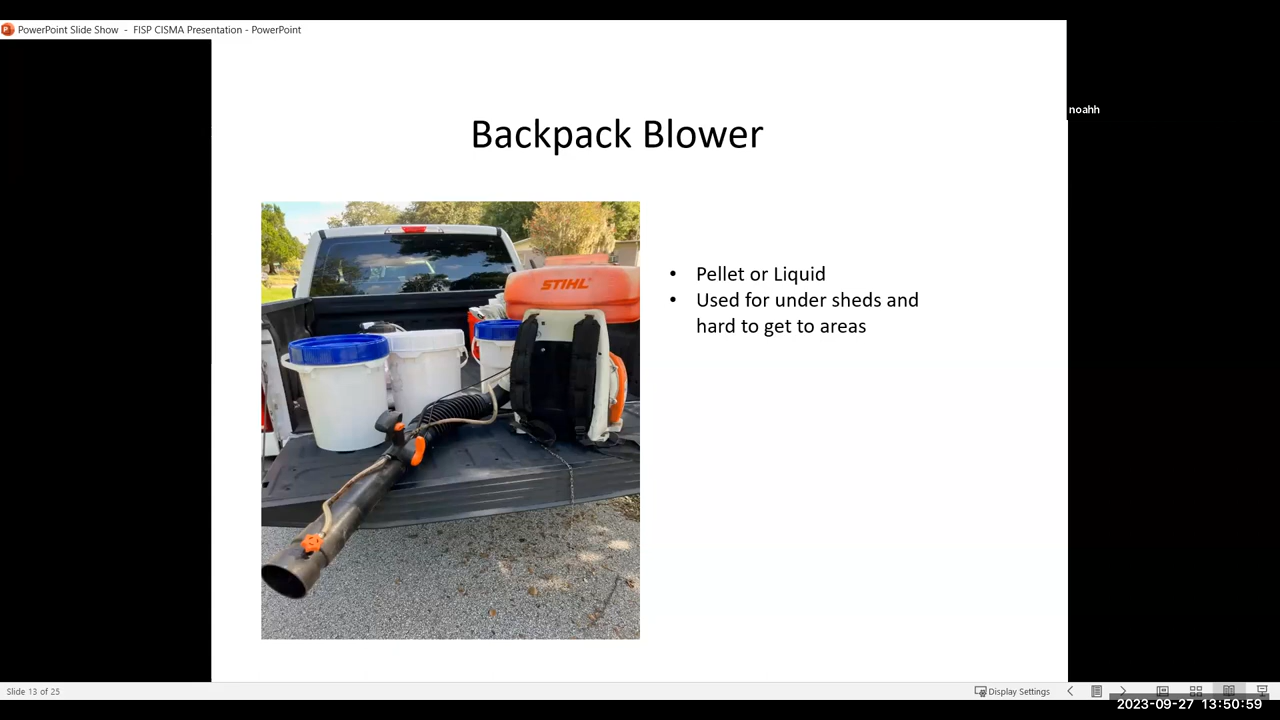 PowerPoint Slide Show - FISP CISMA Presentation - PowerPoint
noahh
Backpack Blower
STIHL
• Pellet or Liquid
• Used for under sheds and
hard to get to areas
Slide 13 of 25
Display Settings
2023-09-27 13:50:59